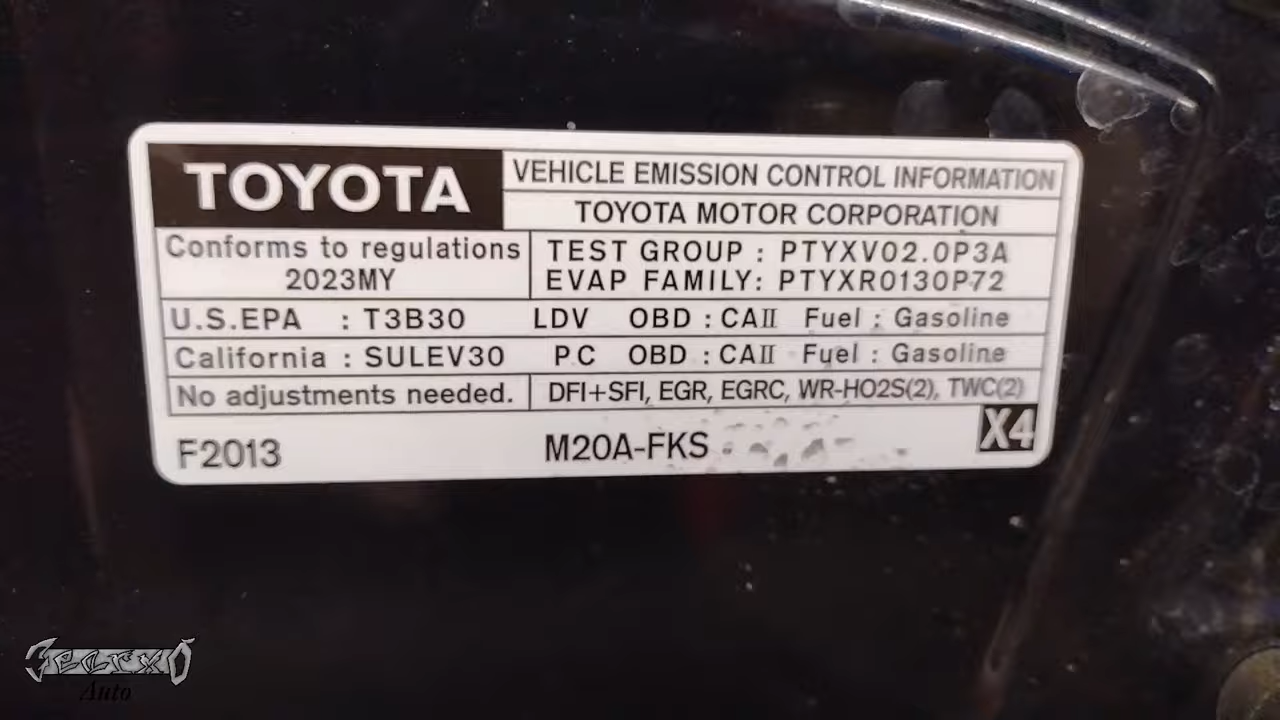 TOYOTA
VEHICLE EMISSION CONTROL INFORMATION
TOYOTA MOTOR CORPORATION
Conforms to regulations
2023MY
TEST GROUP : PTYXV02.0P3A
EVAP FAMILY: PTYXR0130P72
U.S.EPA : T3B30 LDV OBD : CAII Fuel : Gasoline
California : SULEV30 PC OBD : CAII Fuel : Gasoline
No adjustments needed.
DFI+SFI, EGR, EGRC, WR-HO2S(2), TWC(2)
F2013
M20A-FKS
X4
Auto